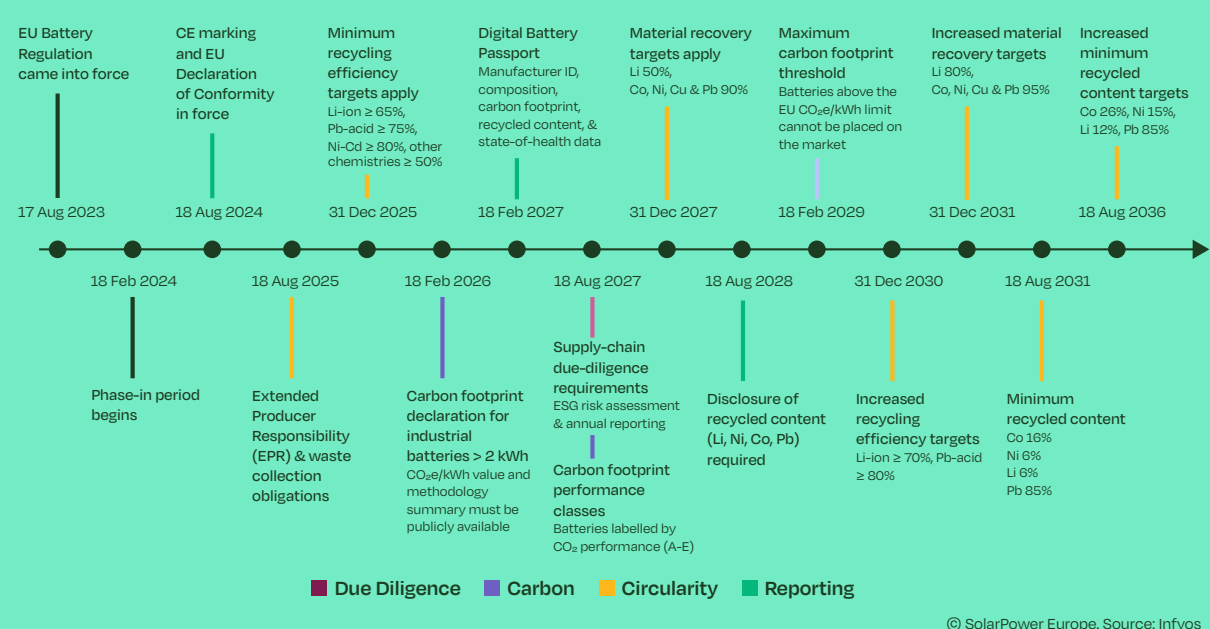 EU Battery
Regulation
came into force
17 Aug 2023
CE marking
and EU
Declaration
of Conformity
in force
18 Aug 2024
Minimum
recycling
efficiency
targets apply
Li-ion ≥ 65%,
Pb-acid ≥ 75%,
Ni-Cd ≥ 80%, other
chemistries ≥ 50%
31 Dec 2025
Digital Battery
Passport
Manufacturer ID,
composition,
carbon footprint,
recycled content, &
state-of-health data
18 Feb 2027
Material recovery
targets apply
Li 50%,
Co, Ni, Cu & Pb 90%
31 Dec 2027
Maximum
carbon footprint
threshold
Batteries above the
EU CO₂e/kWh limit
cannot be placed on
the market
18 Feb 2029
Increased material
recovery targets
Li 80%,
Co, Ni, Cu & Pb 95%
31 Dec 2031
Increased
minimum
recycled
content targets
Co 26%, Ni 15%,
Li 12%, Pb 85%
18 Aug 2036
18 Feb 2024
Phase-in period
begins
18 Aug 2025
Extended
Producer
Responsibility
(EPR) & waste
collection
obligations
18 Feb 2026
Carbon footprint
declaration for
industrial
batteries > 2 kWh
CO₂e/kWh value and
methodology
summary must be
publicly available
18 Aug 2027
Supply-chain
due-diligence
requirements
ESG risk assessment
& annual reporting
Carbon footprint
performance
classes
Batteries labelled by
CO₂ performance (A-E)
18 Aug 2028
Disclosure of
recycled content
(Li, Ni, Co, Pb)
required
31 Dec 2030
Increased
recycling
efficiency targets
Li-ion ≥ 70%, Pb-acid
≥ 80%
18 Aug 2031
Minimum
recycled content
Co 16%
Ni 6%
Li 6%
Pb 85%
Due Diligence
Carbon
Circularity
Reporting
© SolarPower Europe. Source: Infyos